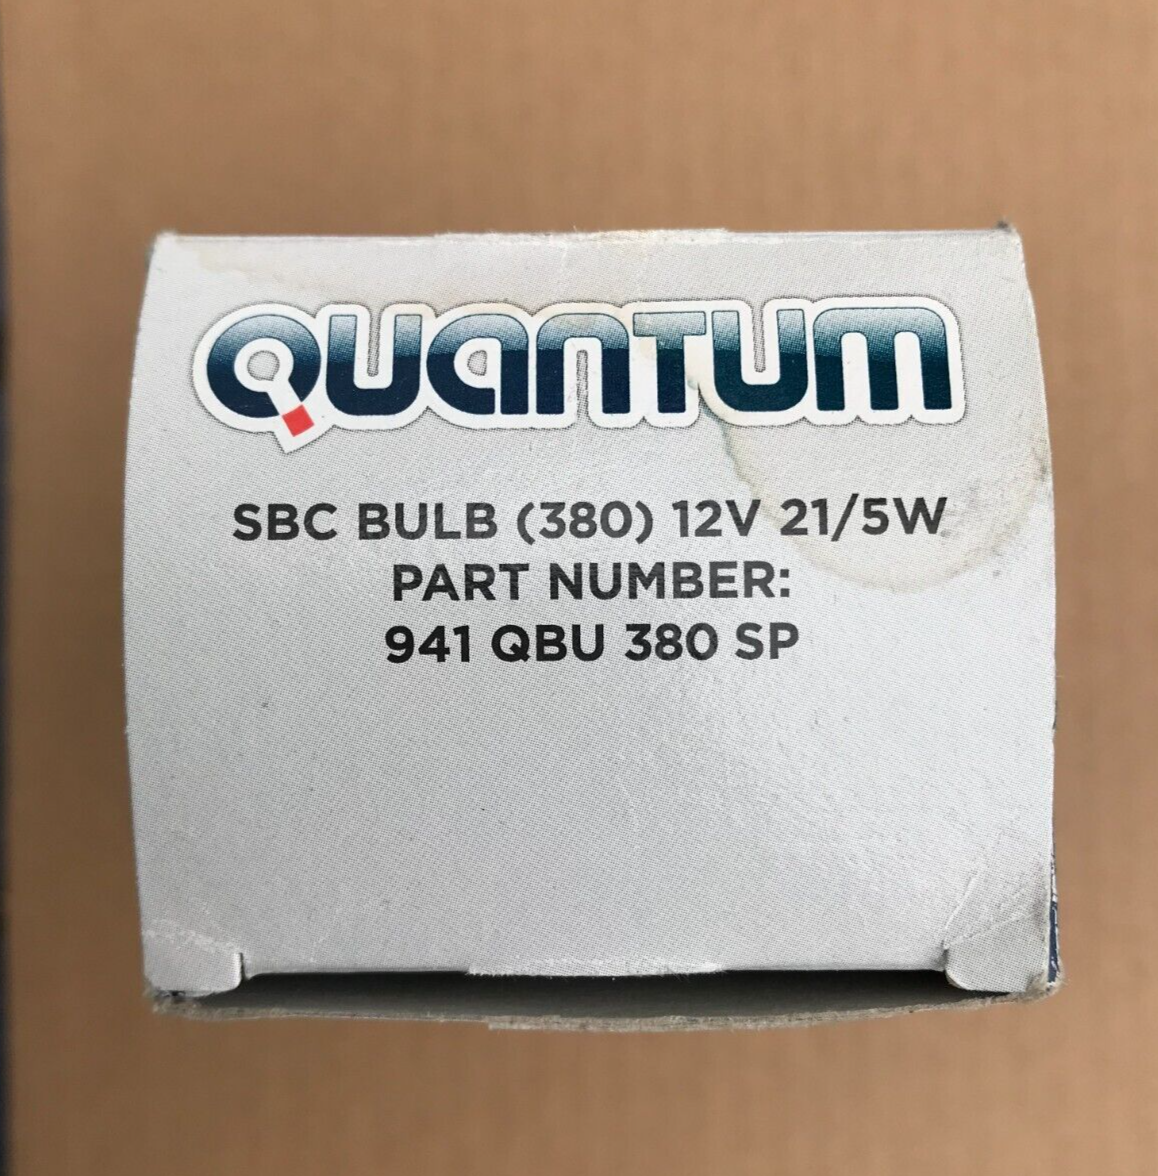 QUANTUM
SBC BULB (380) 12V 21/5W
PART NUMBER:
941 QBU 380 SP